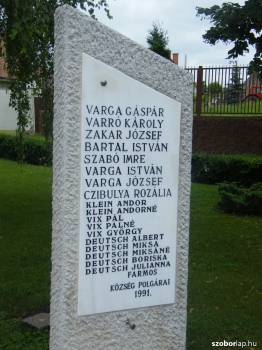 VARGA GÁSPÁR
VARRÓ KÁROLY
ZAKAR JÓZSEF
BARTAL ISTVÁN
SZABÓ IMRE
VARGA ISTVÁN
VARGA JÓZSEF
CZIBULYA ROZÁLIA
KLEIN ANDOR
KLEIN ANDORNÉ
VIX PÁL
VIX PÁLNÉ
VIX GYÖRGY
DEUTSCH ALBERT
DEUTSCH MIKSA
DEUTSCH MIKSÁNÉ
DEUTSCH BORISKA
DEUTSCH JULIANNA
FARMOS
KÖZSÉG POLGÁRAI
1991.
szoborlap.hu